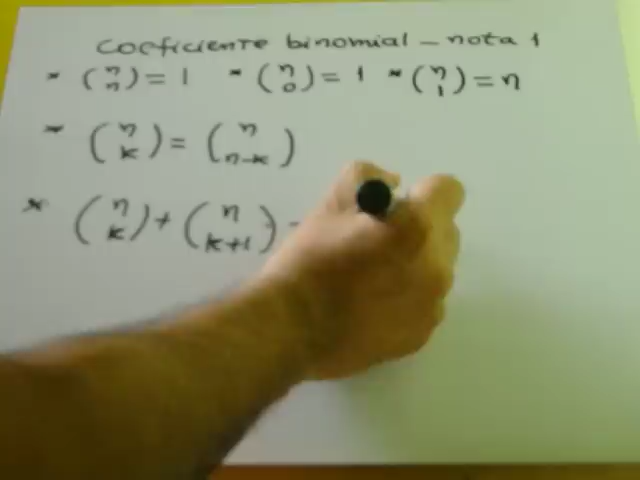 coeficiente binomial - nota 1
* (n n) = 1 * (n 0) = 1 * (n 1) = n
* (n k) = (n n-k)
* (n k) + (n k+1) -